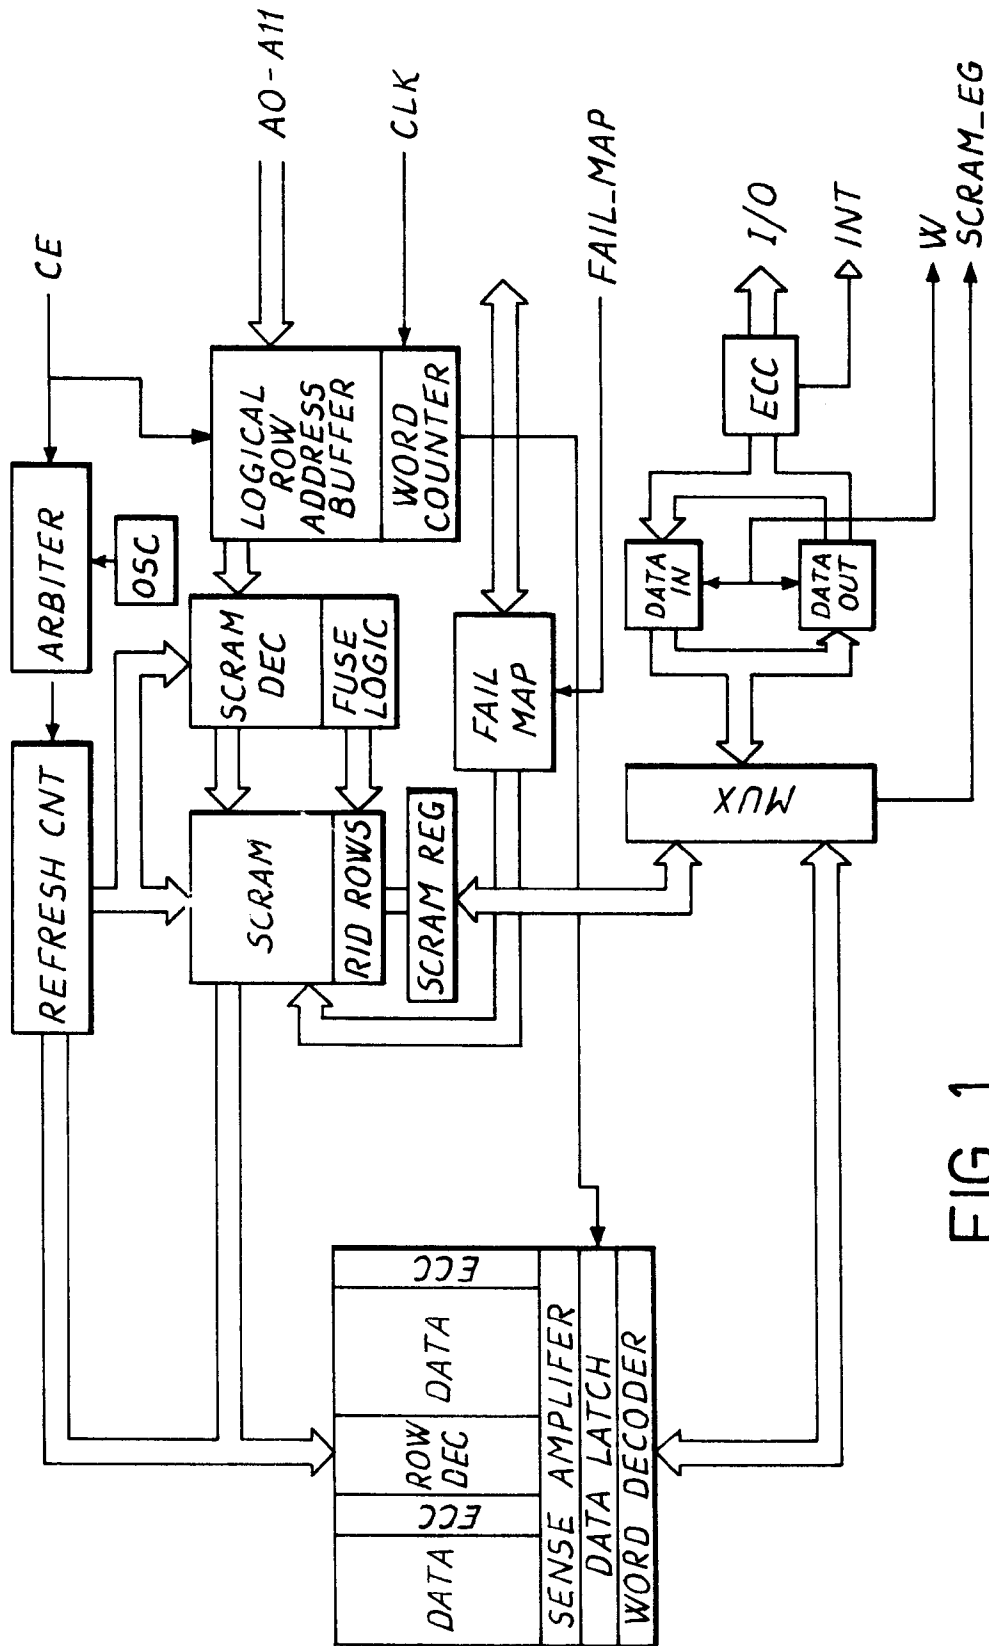 CE
A0-A11
CLK
ARBITER
OSC
REFRESH CNT
LOGICAL
ROW
ADDRESS
BUFFER
WORD
COUNTER
SCRAM
DEC
FUSE
LOGIC
SCRAM
RID ROWS
SCRAM REG
FAIL
MAP
FAIL_MAP
I/O
INT
W
SCRAM_EG
ECC
DATA
IN
DATA
OUT
MUX
DATA
ECC
ROW
DEC
DATA
ECC
SENSE AMPLIFER
DATA LATCH
WORD DECODER
FIG 1